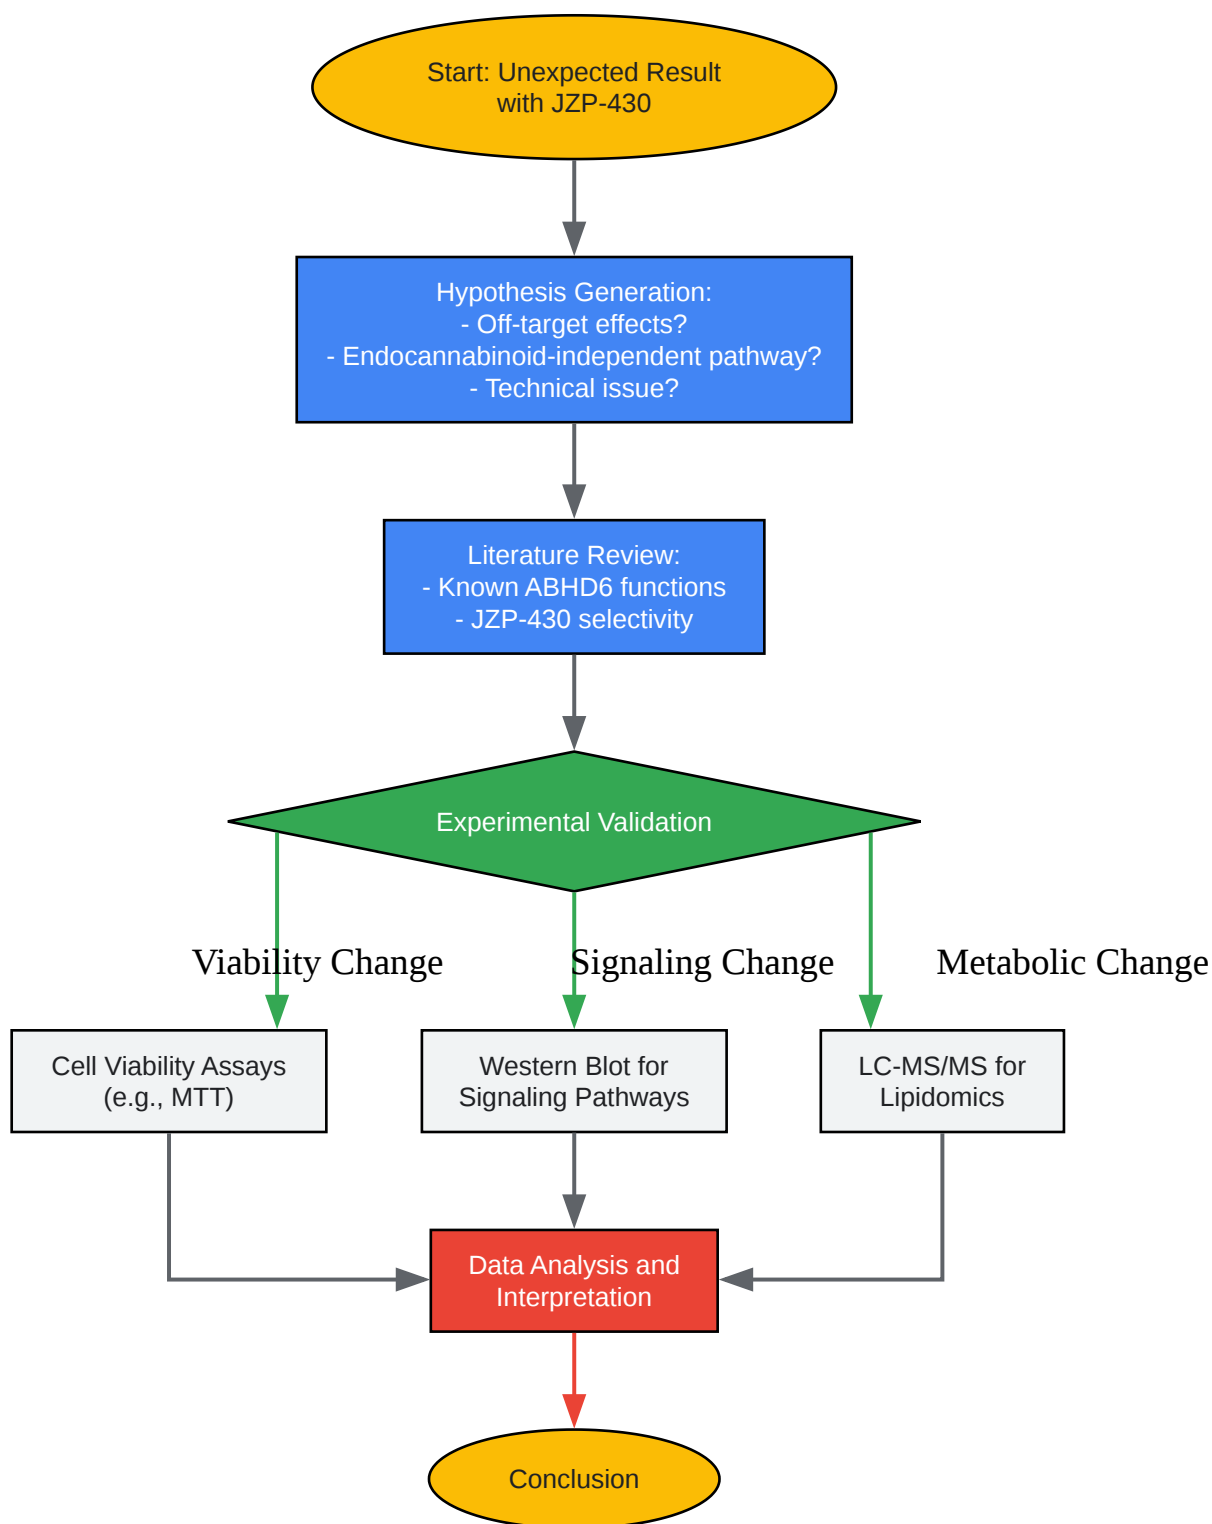 Start: Unexpected Result
with JZP-430
Hypothesis Generation:
- Off-target effects?
- Endocannabinoid-independent pathway?
- Technical issue?
Literature Review:
- Known ABHD6 functions
- JZP-430 selectivity
Experimental Validation
Viability Change
Signaling Change
Metabolic Change
Cell Viability Assays
(e.g., MTT)
Western Blot for
Signaling Pathways
LC-MS/MS for
Lipidomics
Data Analysis and
Interpretation
Conclusion